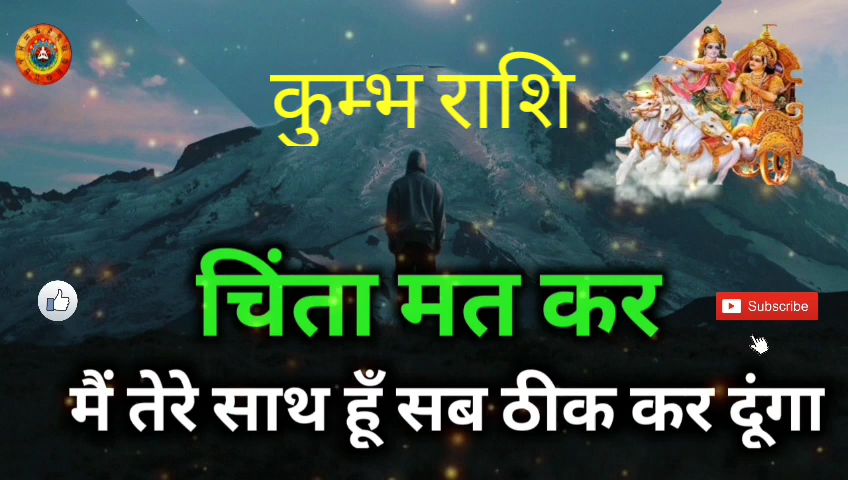 कुम्भ राशि
चिंता मत कर
Subscribe
मैं तेरे साथ हूँ सब ठीक कर दूंगा